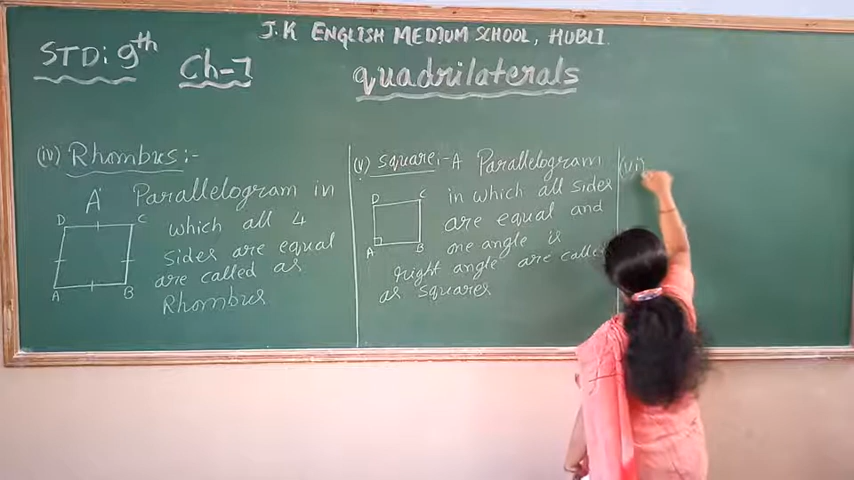 J.K ENGLISH MEDIUM SCHOOL, HUBLI.
STD: 9th Ch-7 quadrilaterals
(iv) Rhombus:-
A Parallelogram in
which all 4
sides are equal
are called as
Rhombus
D C
A B
(v) square:- A Parallelogram
in which all sides
are equal and
one angle is
right angle are called
as squares
D C
A B
(vi)